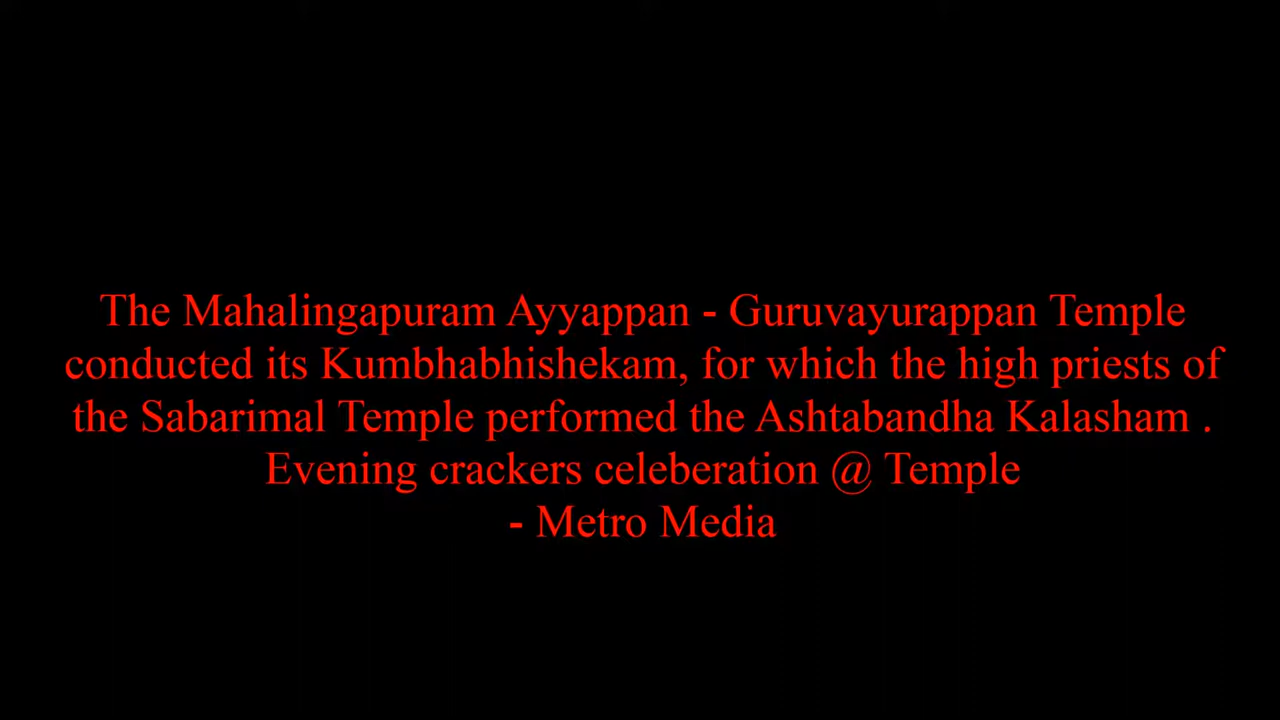 The Mahalingapuram Ayyappan - Guruvayurappan Temple
conducted its Kumbhabhishekam, for which the high priests of
the Sabarimal Temple performed the Ashtabandha Kalasham .
Evening crackers celeberation @ Temple
- Metro Media